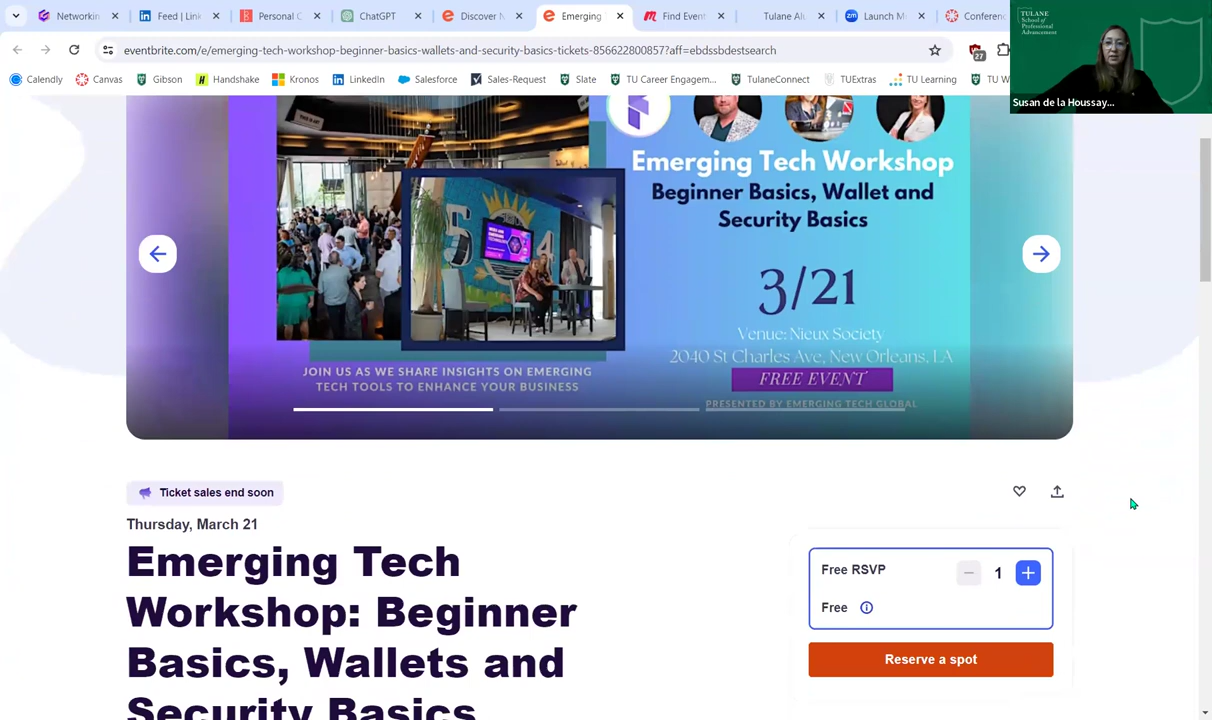 Networkin
Feed | Link
Personal C
ChatGPT
Discover N
Emerging
Find Event
Tulane Alu
Launch M
Conferenc
eventbrite.com/e/emerging-tech-workshop-beginner-basics-wallets-and-security-basics-tickets-856622800857?aff=ebdssbdestsearch
27
Calendly
Canvas
Gibson
Handshake
Kronos
LinkedIn
Salesforce
Sales-Request
Slate
TU Career Engagem...
TulaneConnect
TUExtras
TU Learning
TU W
TULANE
School of
Professional
Advancement
Susan de la Houssay...
Emerging Tech Workshop
Beginner Basics, Wallet and
Security Basics
3/21
Venue: Nieux Society
2040 St Charles Ave, New Orleans, LA
FREE EVENT
PRESENTED BY EMERGING TECH GLOBAL
504
JOIN US AS WE SHARE INSIGHTS ON EMERGING
TECH TOOLS TO ENHANCE YOUR BUSINESS
Ticket sales end soon
Thursday, March 21
Emerging Tech
Workshop: Beginner
Basics, Wallets and
Security Basics
Free RSVP
1
Free
Reserve a spot